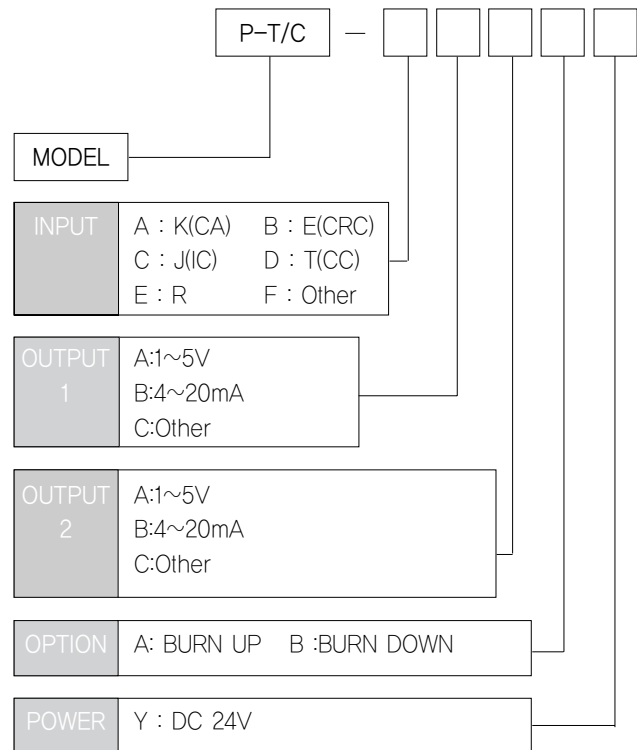 P-T/C –
MODEL
INPUT
A : K(CA) B : E(CRC)
C : J(IC) D : T(CC)
E : R F : Other
OUTPUT
1
A:1~5V
B:4~20mA
C:Other
OUTPUT
2
A:1~5V
B:4~20mA
C:Other
OPTION
A: BURN UP B :BURN DOWN
POWER
Y : DC 24V